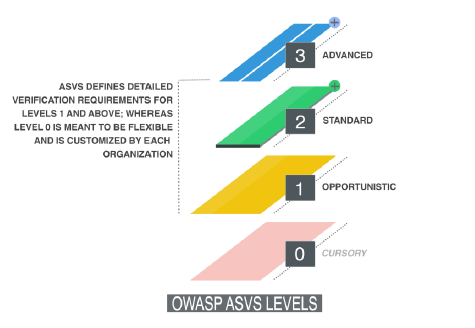 3
ADVANCED
ASVS DEFINES DETAILED
VERIFICATION REQUIREMENTS FOR
LEVELS 1 AND ABOVE; WHEREAS
LEVEL 0 IS MEANT TO BE FLEXIBLE
AND IS CUSTOMIZED BY EACH
ORGANIZATION
2
STANDARD
1
OPPORTUNISTIC
0
CURSORY
OWASP ASVS LEVELS